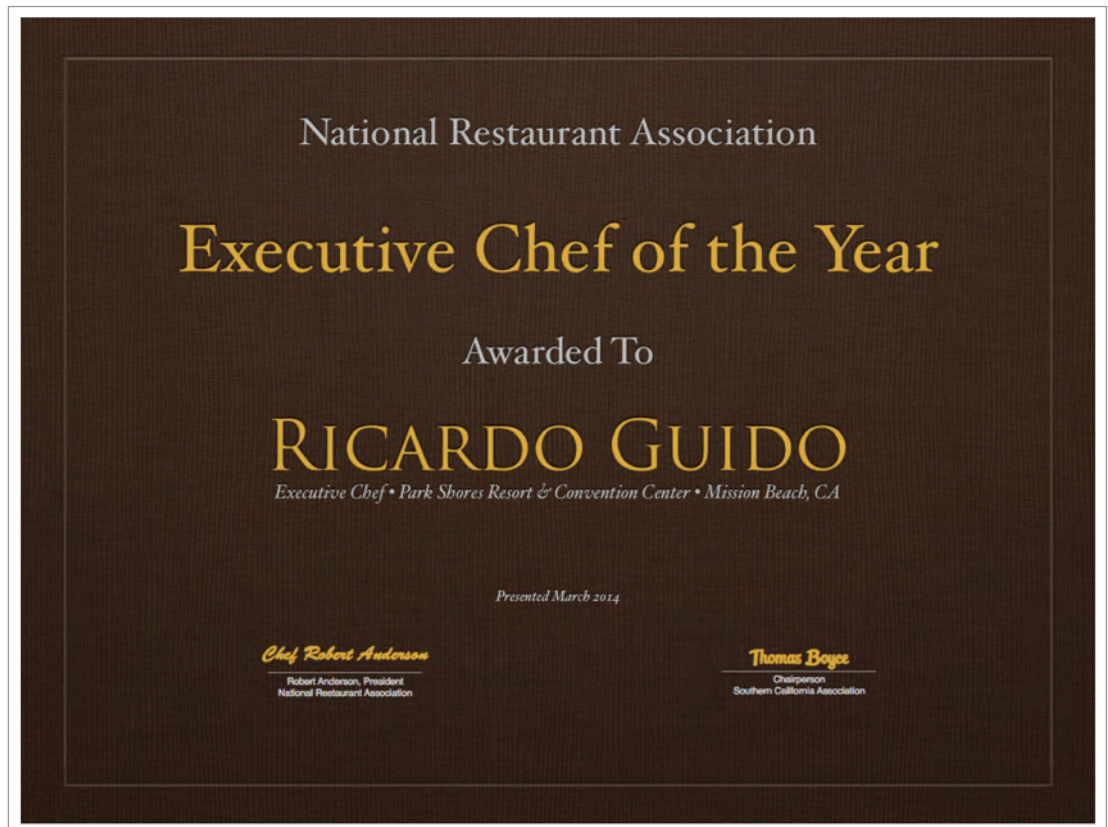 National Restaurant Association
Executive Chef of the Year
Awarded To
RICARDO GUIDO
Executive Chef • Park Shores Resort & Convention Center • Mission Beach, CA
Presented March 2014
Chef Robert Anderson
Robert Anderson, President
National Restaurant Association
Thomas Boyce
Chairperson
Southern California Association